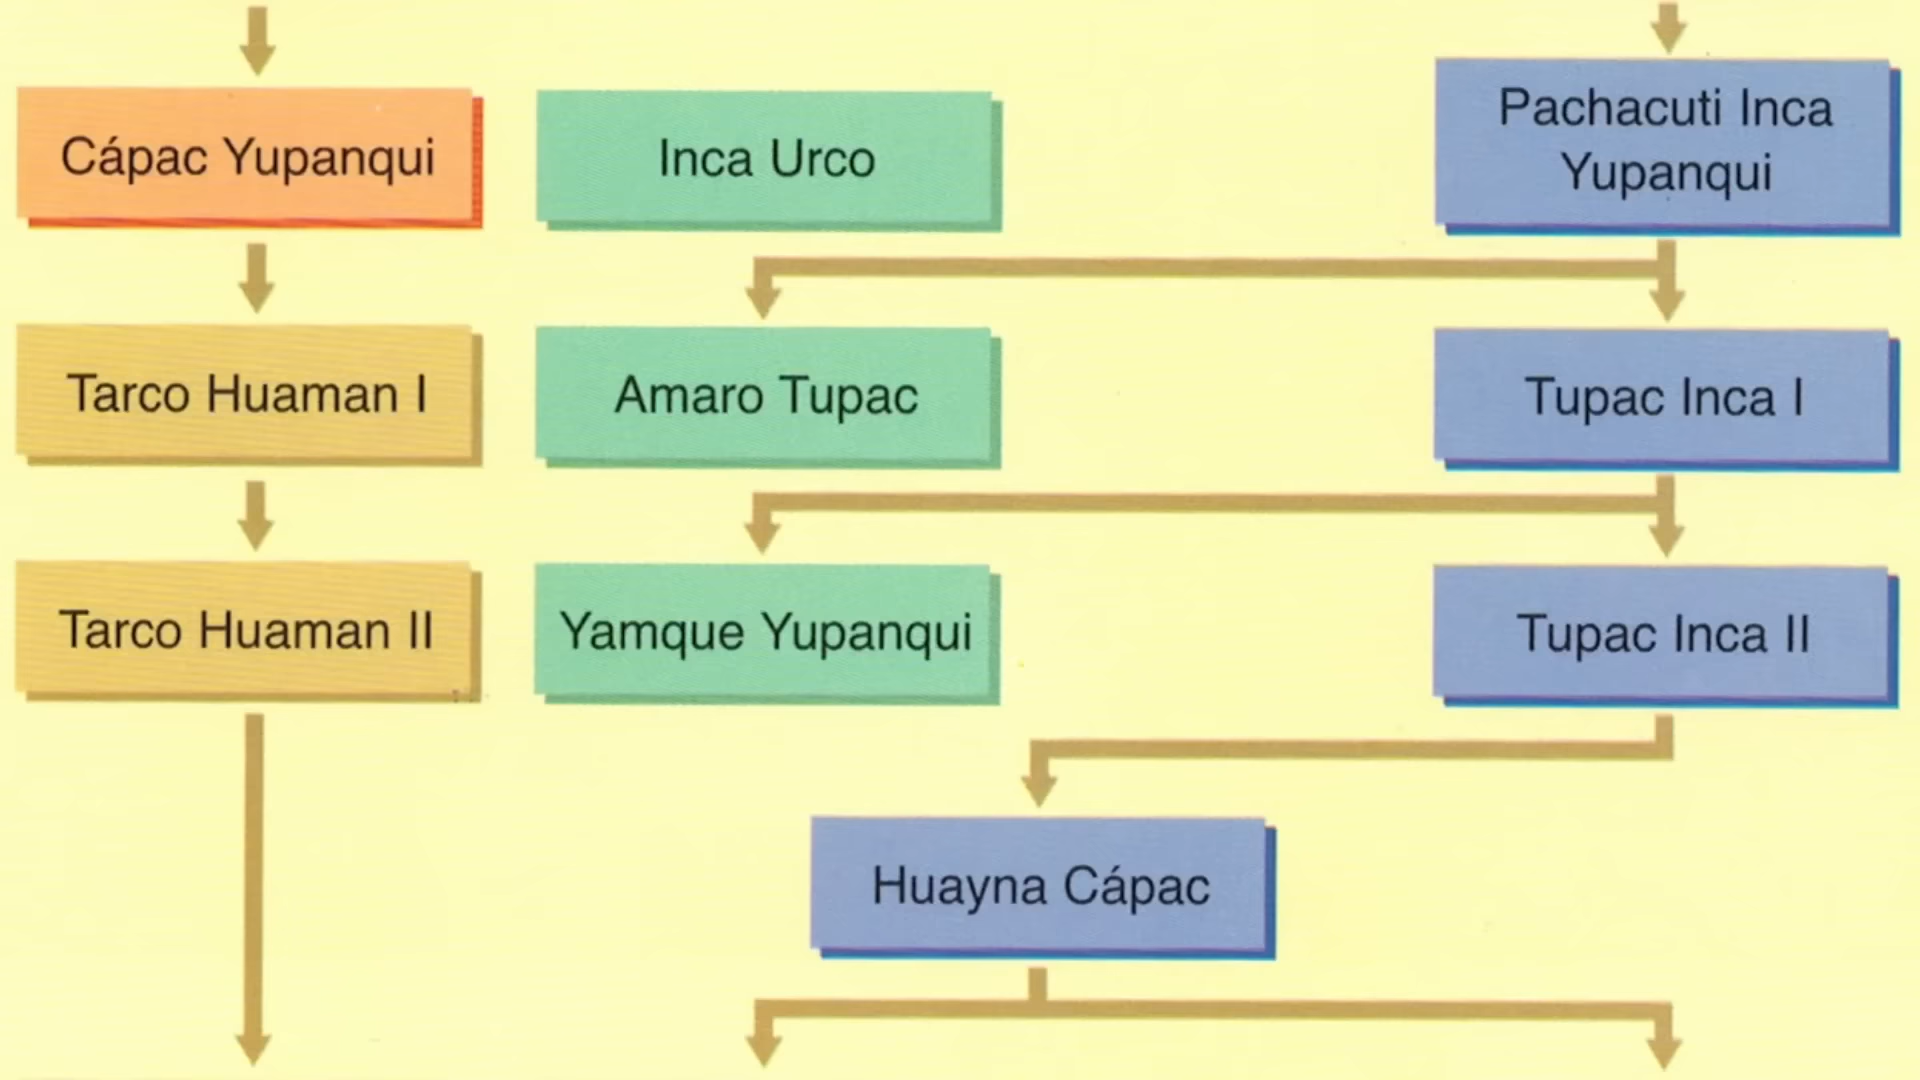 Cápac Yupanqui
Inca Urco
Pachacuti Inca
Yupanqui
Tarco Huaman I
Amaro Tupac
Tupac Inca I
Tarco Huaman II
Yamque Yupanqui
Tupac Inca II
Huayna Cápac